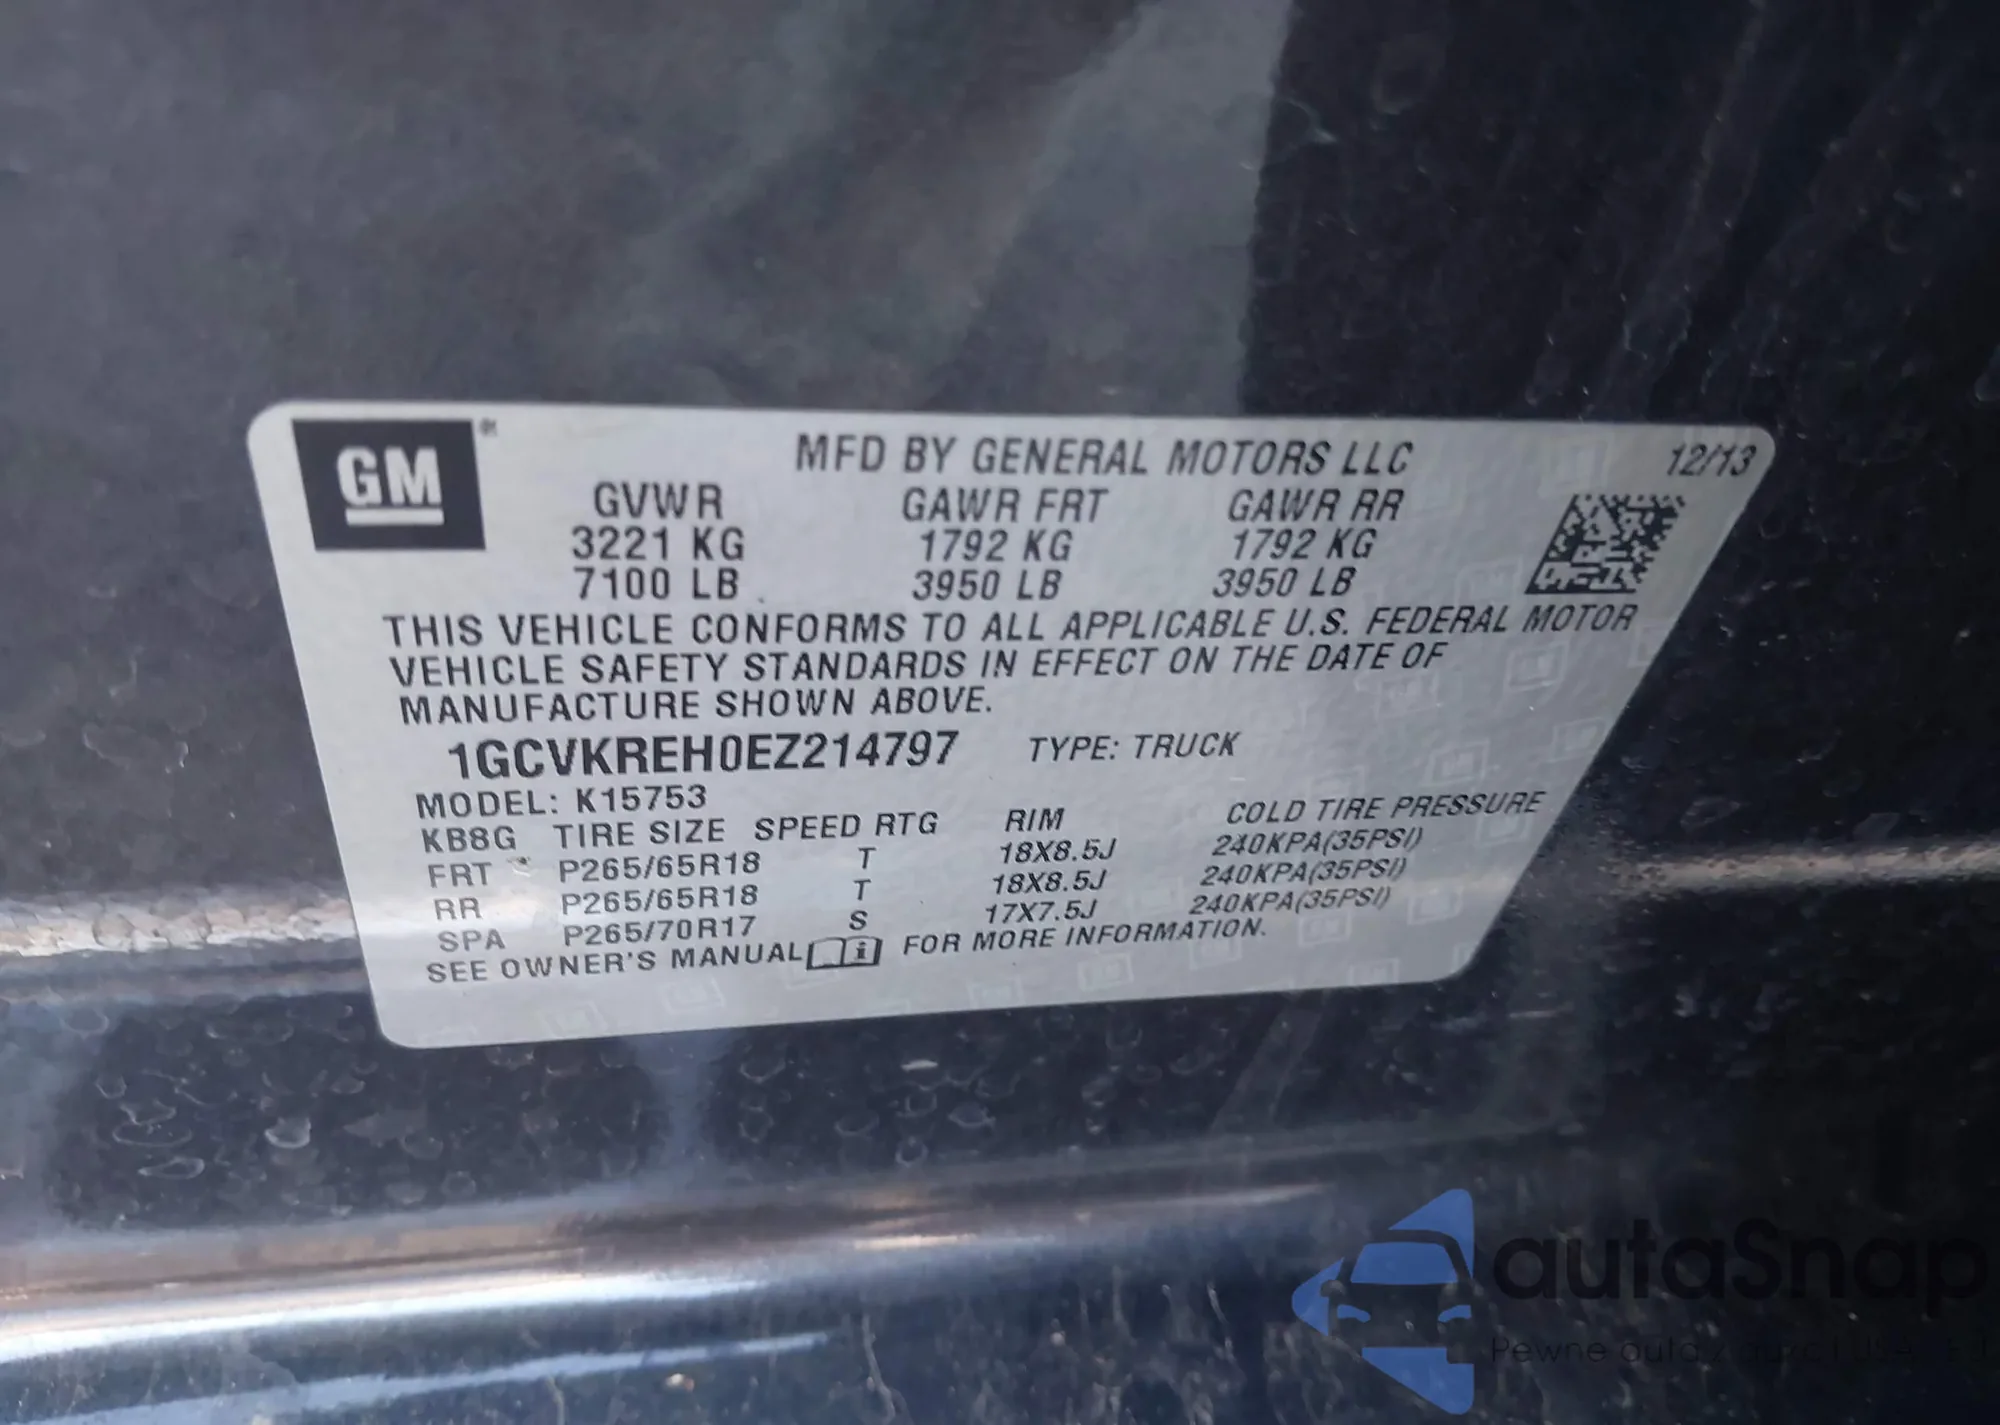 GM
MFD BY GENERAL MOTORS LLC 12/13
GVWR GAWR FRT GAWR RR
3221 KG 1792 KG 1792 KG
7100 LB 3950 LB 3950 LB
THIS VEHICLE CONFORMS TO ALL APPLICABLE U.S. FEDERAL MOTOR
VEHICLE SAFETY STANDARDS IN EFFECT ON THE DATE OF
MANUFACTURE SHOWN ABOVE.
1GCVKREH0EZ214797 TYPE: TRUCK
MODEL: K15753
KB8G TIRE SIZE SPEED RTG RIM COLD TIRE PRESSURE
FRT P265/65R18 T 18X8.5J 240KPA(35PSI)
RR P265/65R18 T 18X8.5J 240KPA(35PSI)
SPA P265/70R17 S 17X7.5J 240KPA(35PSI)
SEE OWNER'S MANUAL i FOR MORE INFORMATION.
autaSnap
Pewne auta z